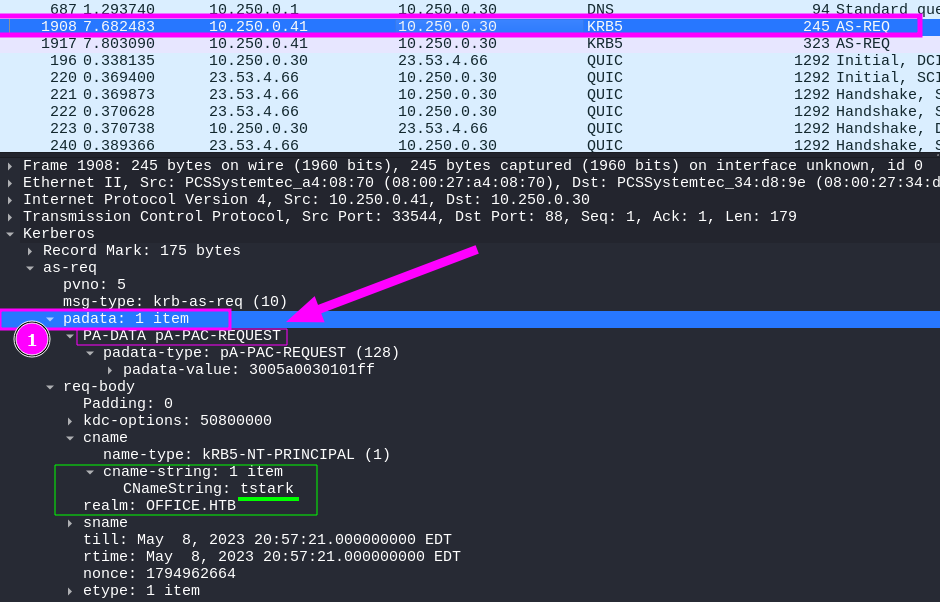 687 1.293740 10.250.0.1 10.250.0.30 DNS 94 Standard que
1908 7.682483 10.250.0.41 10.250.0.30 KRB5 245 AS-REQ
1917 7.803090 10.250.0.41 10.250.0.30 KRB5 323 AS-REQ
196 0.338135 10.250.0.30 23.53.4.66 QUIC 1292 Initial, DCI
220 0.369400 23.53.4.66 10.250.0.30 QUIC 1292 Initial, SCI
221 0.369873 23.53.4.66 10.250.0.30 QUIC 1292 Handshake, S
222 0.370628 23.53.4.66 10.250.0.30 QUIC 1292 Handshake, S
223 0.370738 10.250.0.30 23.53.4.66 QUIC 1292 Handshake, D
240 0.389366 23.53.4.66 10.250.0.30 QUIC 1292 Handshake, S
Frame 1908: 245 bytes on wire (1960 bits), 245 bytes captured (1960 bits) on interface unknown, id 0
Ethernet II, Src: PCSSystemtec_a4:08:70 (08:00:27:a4:08:70), Dst: PCSSystemtec_34:d8:9e (08:00:27:34:d
Internet Protocol Version 4, Src: 10.250.0.41, Dst: 10.250.0.30
Transmission Control Protocol, Src Port: 33544, Dst Port: 88, Seq: 1, Ack: 1, Len: 179
Kerberos
Record Mark: 175 bytes
as-req
pvno: 5
msg-type: krb-as-req (10)
padata: 1 item
1 PA-DATA pA-PAC-REQUEST
padata-type: pA-PAC-REQUEST (128)
padata-value: 3005a0030101ff
req-body
Padding: 0
kdc-options: 50800000
cname
name-type: kRB5-NT-PRINCIPAL (1)
cname-string: 1 item
CNameString: tstark
realm: OFFICE.HTB
sname
till: May  8, 2023 20:57:21.000000000 EDT
rtime: May  8, 2023 20:57:21.000000000 EDT
nonce: 1794962664
etype: 1 item